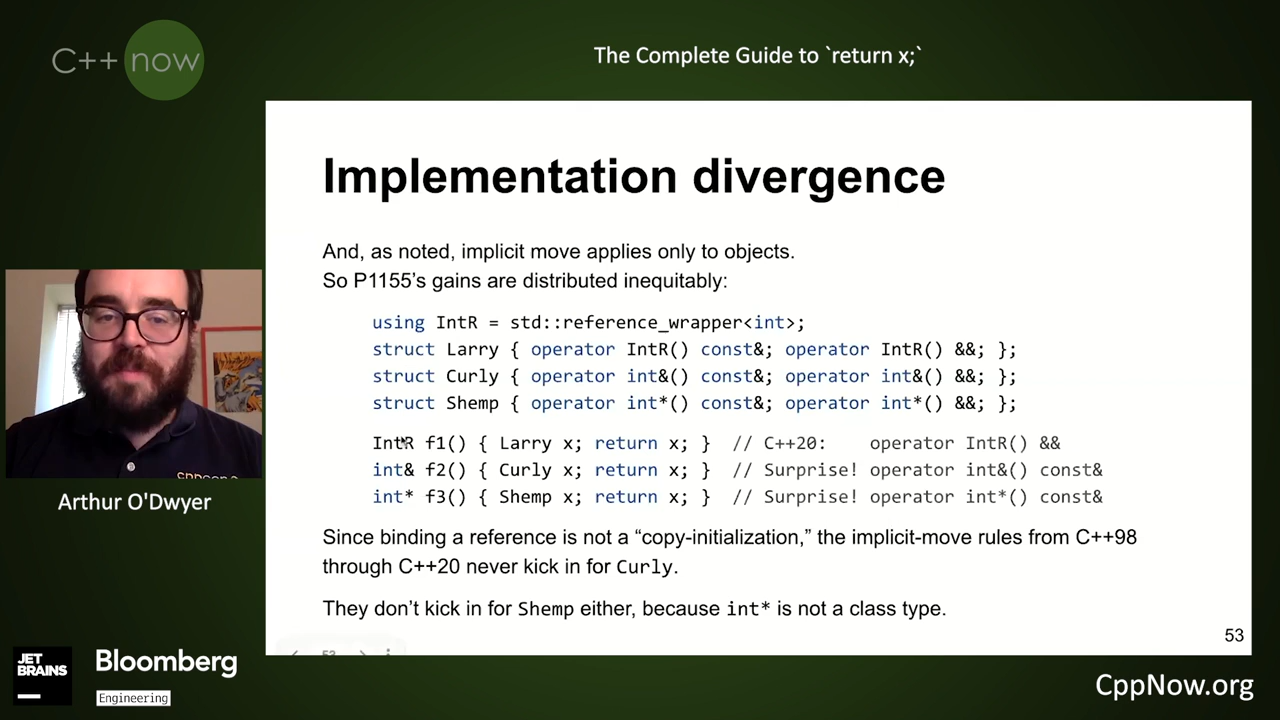 C++ now
The Complete Guide to `return x;`
Implementation divergence
And, as noted, implicit move applies only to objects.
So P1155’s gains are distributed inequitably:
using IntR = std::reference_wrapper<int>;
struct Larry { operator IntR() const&; operator IntR() &&; };
struct Curly { operator int&() const&; operator int&() &&; };
struct Shemp { operator int*() const&; operator int*() &&; };
IntR f1() { Larry x; return x; } // C++20: operator IntR() &&
int& f2() { Curly x; return x; } // Surprise! operator int&() const&
int* f3() { Shemp x; return x; } // Surprise! operator int*() const&
Since binding a reference is not a “copy-initialization,” the implicit-move rules from C++98
through C++20 never kick in for Curly.
They don’t kick in for Shemp either, because int* is not a class type.
53
Arthur O'Dwyer
JET
BRAINS
Bloomberg
Engineering
CppNow.org